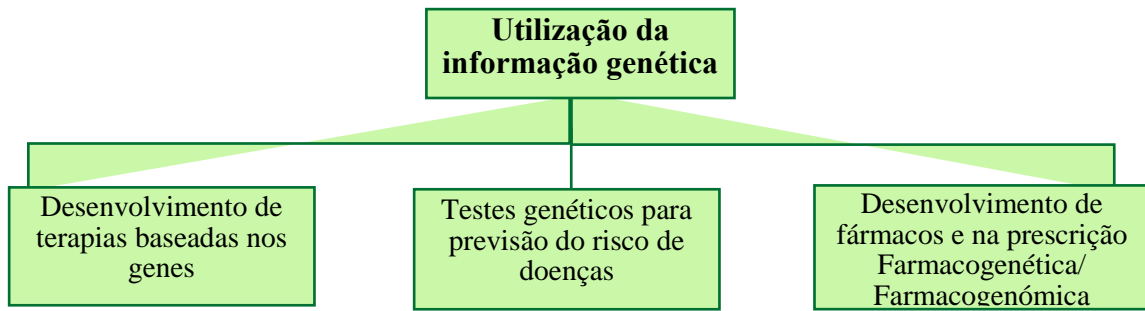 Utilização da
informação genética
Desenvolvimento de
terapias baseadas nos
genes
Testes genéticos para
previsão do risco de
doenças
Desenvolvimento de
fármacos e na prescrição
Farmacogenética/
Farmacogenómica